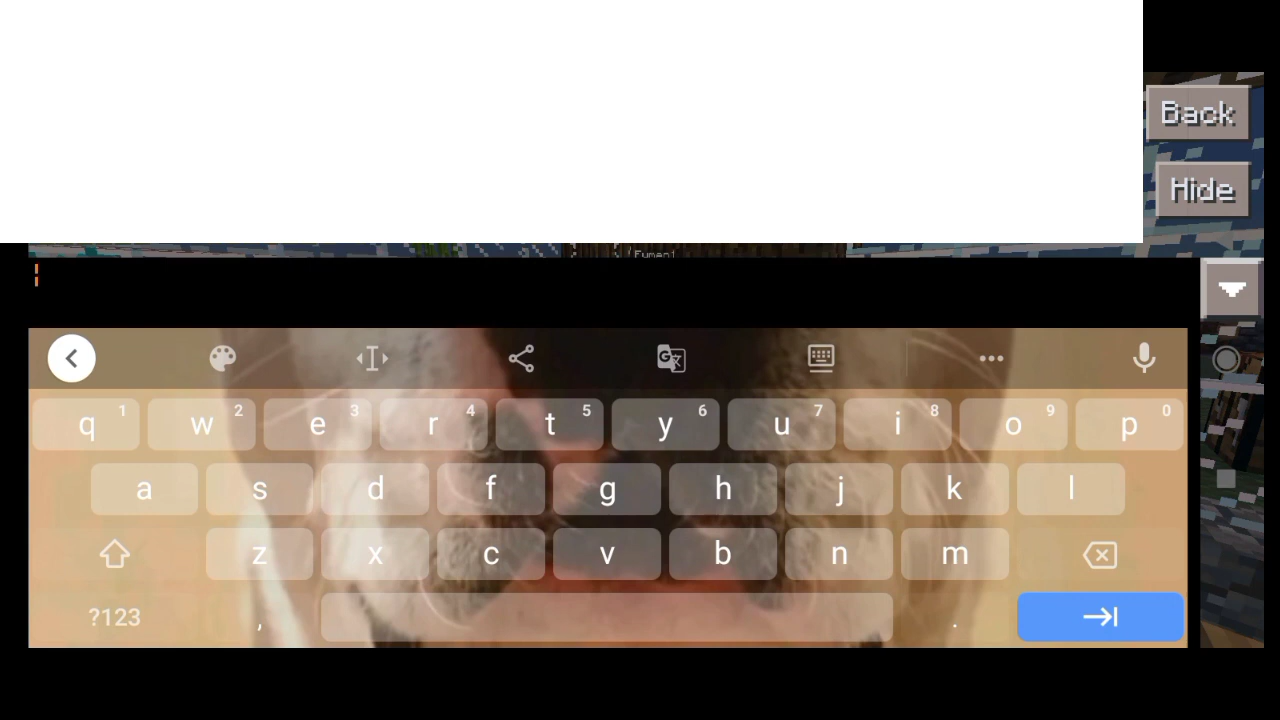 Back
Hide
q 1 w 2 e 3 r 4 t 5 y 6 u 7 i 8 o 9 p 0
a s d f g h j k l
z x c v b n m
?123 , .